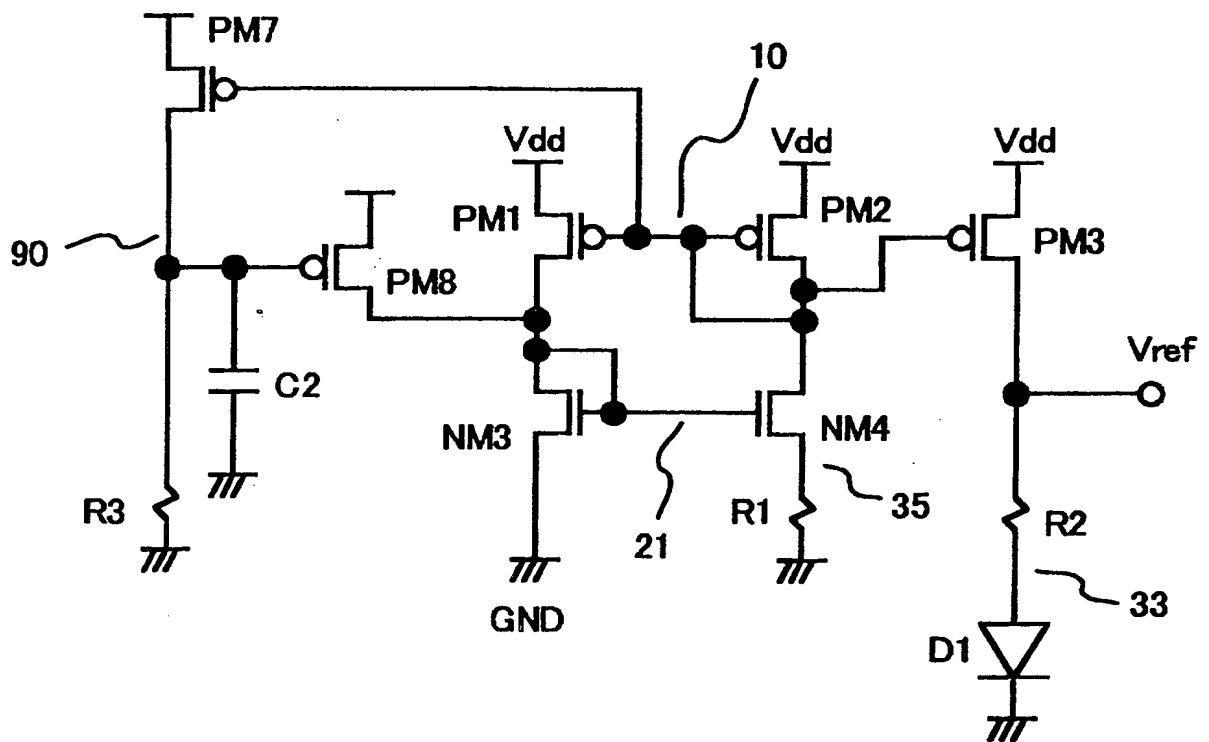 PM7
10
Vdd
Vdd
Vdd
PM1
PM2
PM3
90
PM8
Vref
C2
NM3
NM4
R3
21
R1
35
R2
GND
33
D1